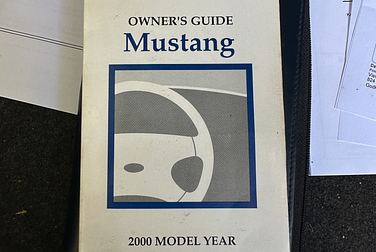 OWNER'S GUIDE
Mustang
2000 MODEL YEAR